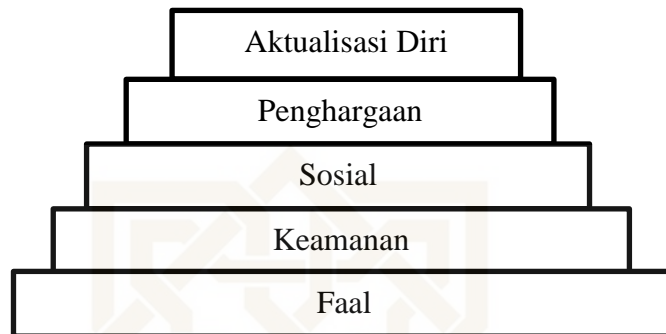 Aktualisasi Diri
Penghargaan
Sosial
Keamanan
Faal